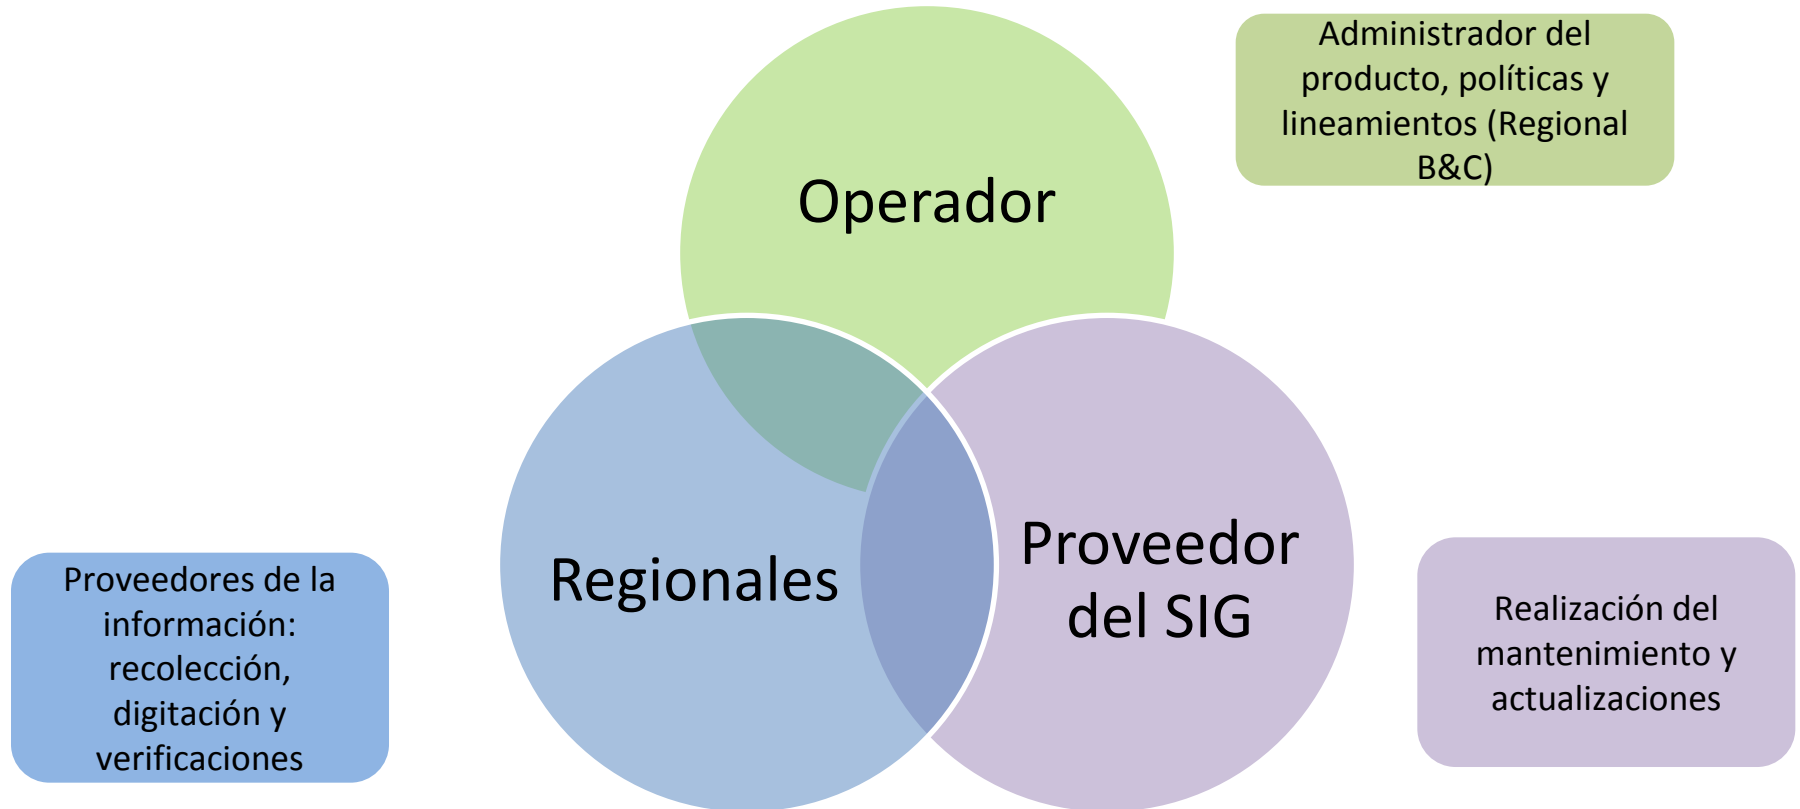 Administrador del
producto, políticas y
lineamientos (Regional
B&C)
Operador
Regionales
Proveedor
del SIG
Proveedores de la
información:
recolección,
digitación y
verificaciones
Realización del
mantenimiento y
actualizaciones